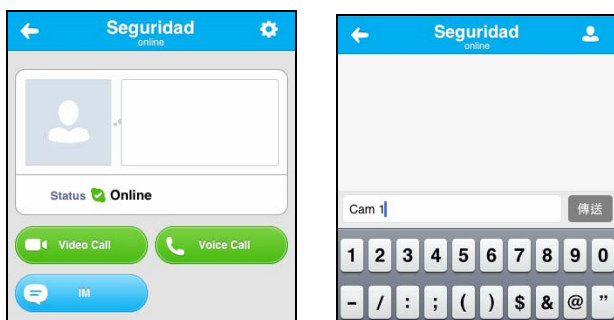 Seguridad
online
Status Online
Video Call
Voice Call
IM
Seguridad
online
Cam 1
傳送
1 2 3 4 5 6 7 8 9 0
- / : ; ( ) $ & @ "